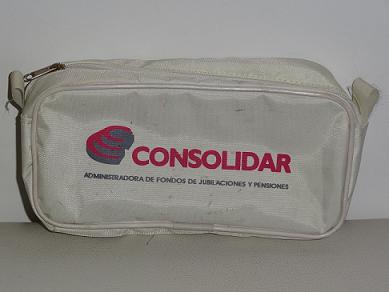 CONSOLIDAR
ADMINISTRADORA DE FONDOS DE JUBILACIONES Y PENSIONES